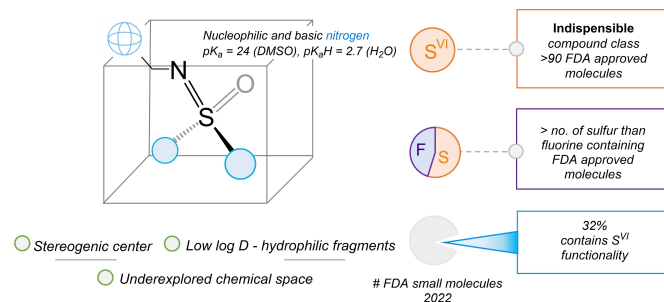 Nucleophilic and basic nitrogen
pKa = 24 (DMSO), pKaH = 2.7 (H2O)
N
O
S
Stereogenic center
Low log D - hydrophilic fragments
Underexplored chemical space
S^VI
Indispensible
compound class
>90 FDA approved
molecules
F
S
> no. of sulfur than
fluorine containing
FDA approved
molecules
# FDA small molecules
2022
32%
contains S^VI
functionality